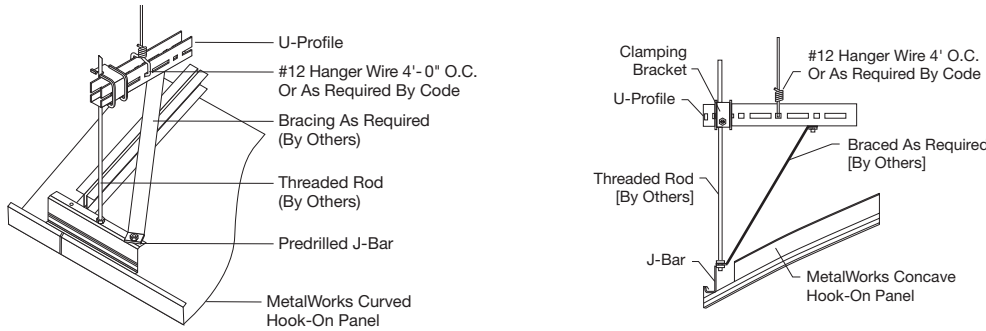 U-Profile
#12 Hanger Wire 4'- 0" O.C.
Or As Required By Code
Bracing As Required
(By Others)
Threaded Rod
(By Others)
Predrilled J-Bar
MetalWorks Curved
Hook-On Panel
Clamping
Bracket
#12 Hanger Wire 4' O.C.
Or As Required By Code
U-Profile
Braced As Required
[By Others]
Threaded Rod
[By Others]
J-Bar
MetalWorks Concave
Hook-On Panel